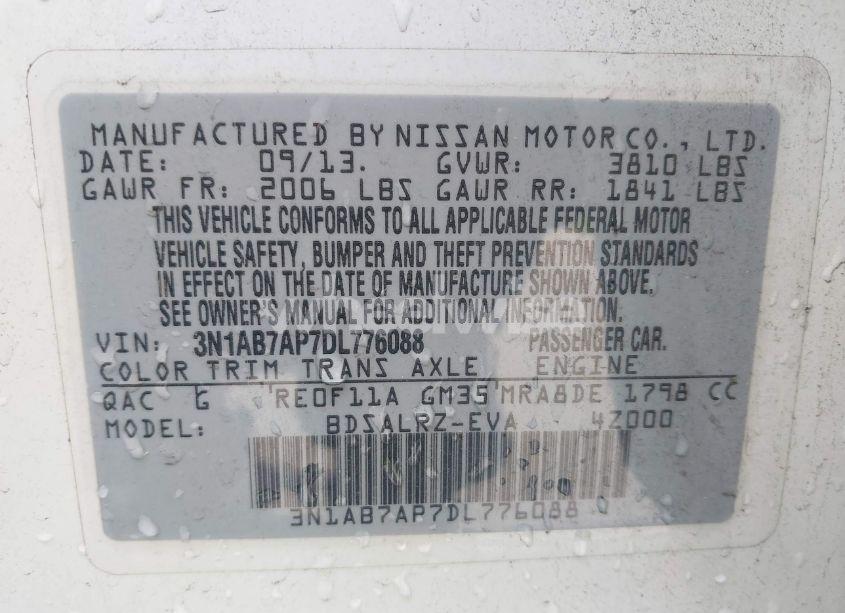 MANUFACTURED BY NISSAN MOTOR CO., LTD.
DATE: 09/13. GVWR: 3810 LBS
GAWR FR: 2006 LBS GAWR RR: 1841 LBS
THIS VEHICLE CONFORMS TO ALL APPLICABLE FEDERAL MOTOR
VEHICLE SAFETY, BUMPER AND THEFT PREVENTION STANDARDS
IN EFFECT ON THE DATE OF MANUFACTURE SHOWN ABOVE.
SEE OWNER'S MANUAL FOR ADDITIONAL INFORMATION.
VIN: 3N1AB7AP7DL776088 PASSENGER CAR.
COLOR TRIM TRANS AXLE ENGINE
QAC G RE0F11A GM35 MRA8DE 1798 CC
MODEL: BDSALRZ-EVA 4Z000
3N1AB7AP7DL776088